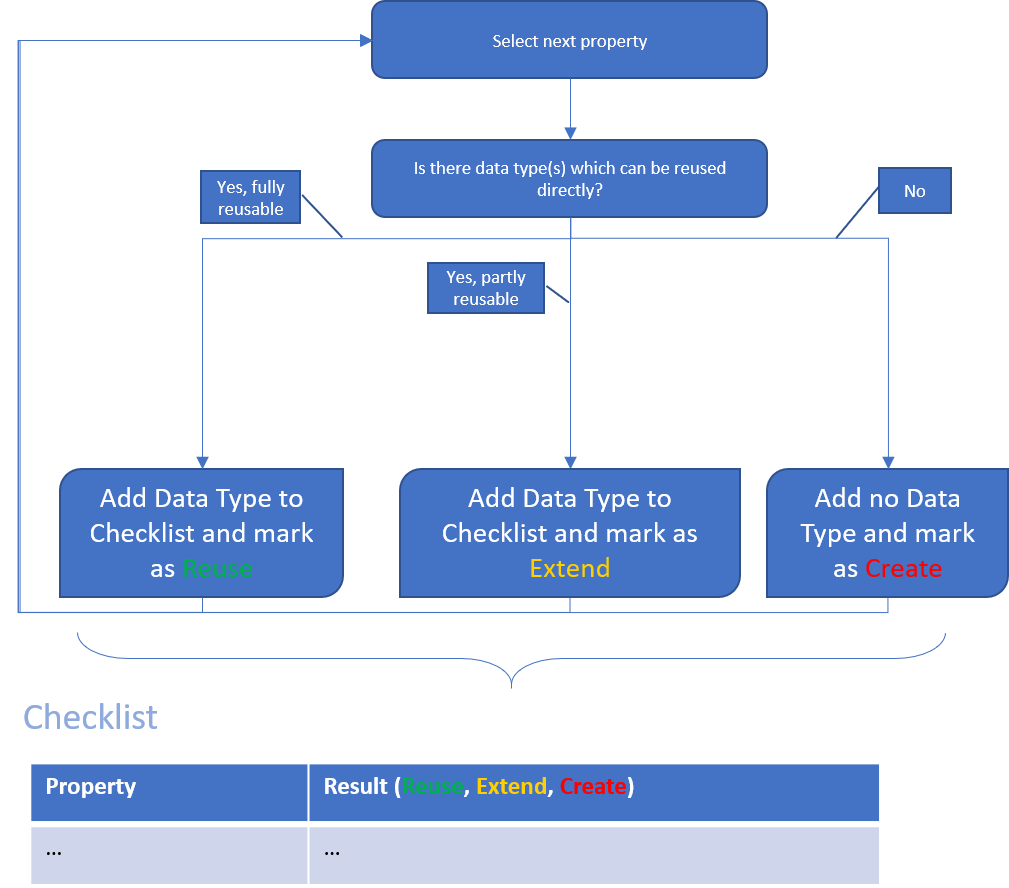 Select next property
Is there data type(s) which can be reused
directly?
Yes, fully
reusable
No
Yes, partly
reusable
Add Data Type to
Checklist and mark
as Reuse
Add Data Type to
Checklist and mark as
Extend
Add no Data
Type and mark
as Create
Checklist
Property
Result (Reuse, Extend, Create)
...
...